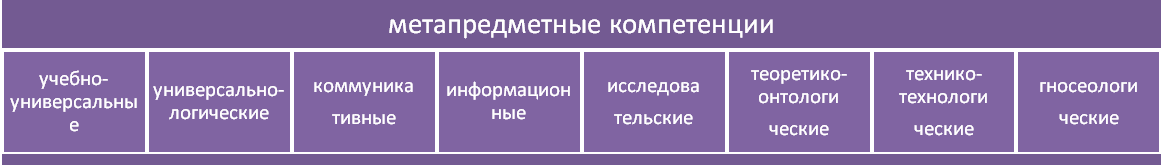 метапредметные компетенции
учебно-
универсальны
е
универсально-
логические
коммуника
тивные
информацион
ные
исследова
тельские
теоретико-
онтологи
ческие
технико-
технологи
ческие
гносеологи
ческие